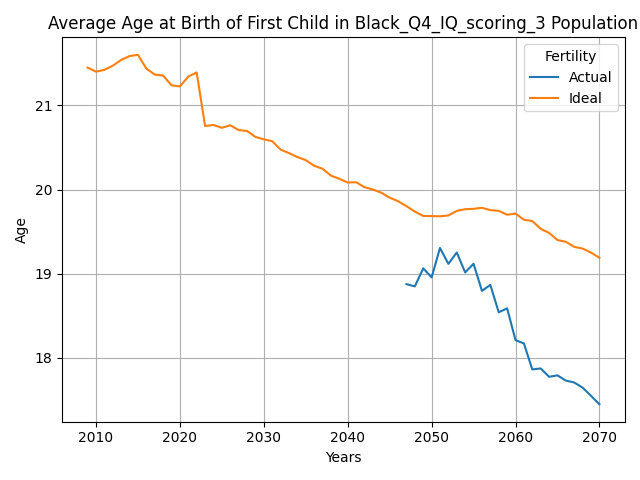 Average Age at Birth of First Child in Black_Q4_IQ_scoring_3 Population
Fertility
Actual
Ideal
21
20
19
18
Age
2010 2020 2030 2040 2050 2060 2070
Years